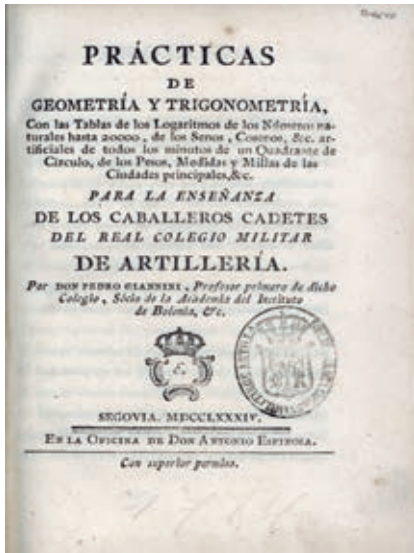 PRÁCTICAS
DE
GEOMETRÍA Y TRIGONOMETRÍA,
Con las Tablas de los Logaritmos de los Números na-
turales hasta 20000, de los Senos, Cosenos, &c. ar-
tificiales de todos los minutos de un Quadrante de
Círculo, de los Pesos, Medidas y Millas de las
Ciudades principales,&c.
PARA LA ENSEÑANZA
DE LOS CABALLEROS CADETES
DEL REAL COLEGIO MILITAR
DE ARTILLERÍA.
Por DON PEDRO GIANNINI, Profesor primero de dicho
Colegio, Sócio de la Academia del Instituto
de Bolonia, &c.
SEGOVIA. MDCCLXXXIV.
EN LA OFICINA DE DON ANTONIO ESPINOSA.
Con superior permiso.